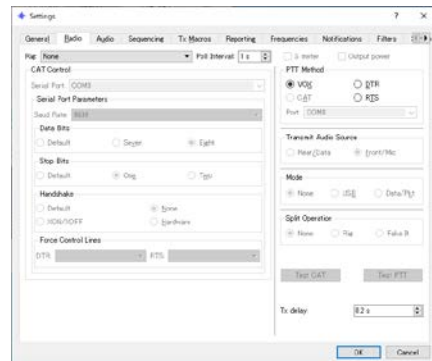 Settings
? X
General Radio Audio Sequencing Tx Macros Reporting Frequencies Notifications Filters
Rig: None Poll Interval: 1 s
S meter Output power
CAT Control
Serial Port: COM3
Serial Port Parameters
Baud Rate: 9600
Data Bits
Default Seven Eight
Stop Bits
Default One Two
Handshake
Default None
XON/XOFF Hardware
Force Control Lines
DTR: RTS:
PTT Method
VOX DTR
CAT RTS
Port: COM3
Transmit Audio Source
Rear/Data Front/Mic
Mode
None USB Data/Pkt
Split Operation
None Rig Fake It
Test CAT Test PTT
Tx delay: 0.2 s
OK Cancel